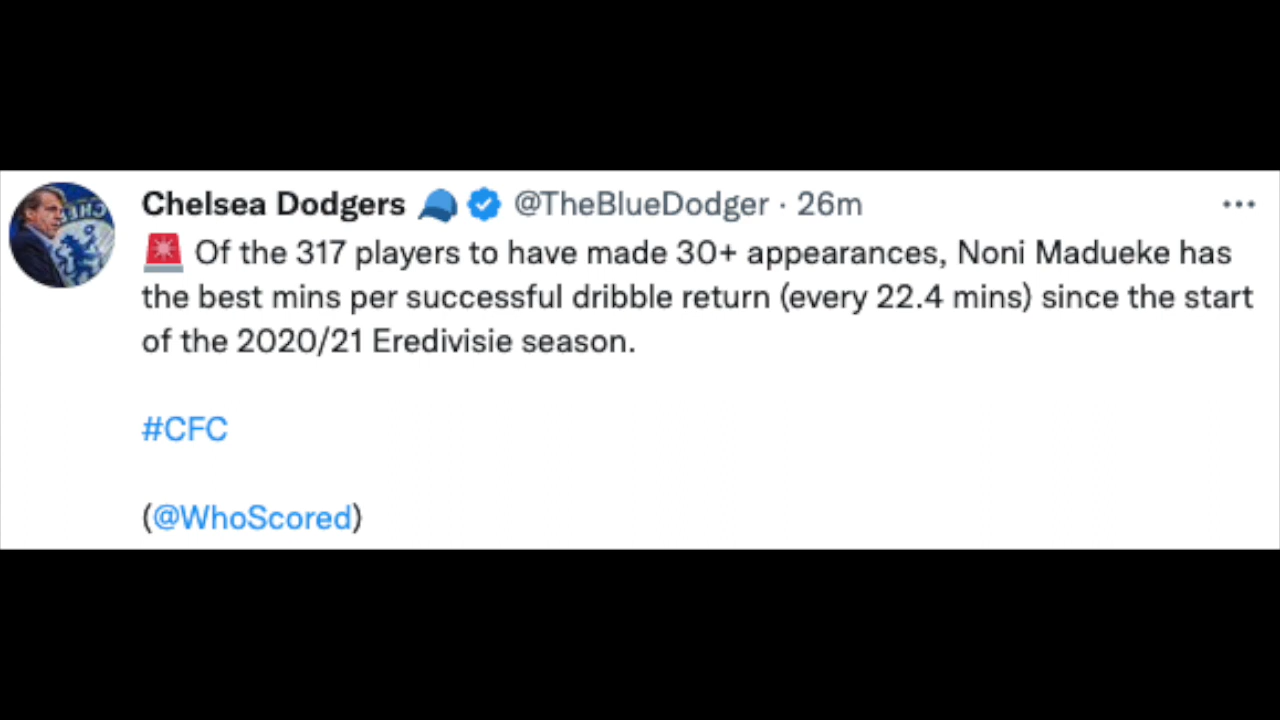 Chelsea Dodgers 🧢 @TheBlueDodger · 26m
🚨 Of the 317 players to have made 30+ appearances, Noni Madueke has
the best mins per successful dribble return (every 22.4 mins) since the start
of the 2020/21 Eredivisie season.
#CFC
(@WhoScored)